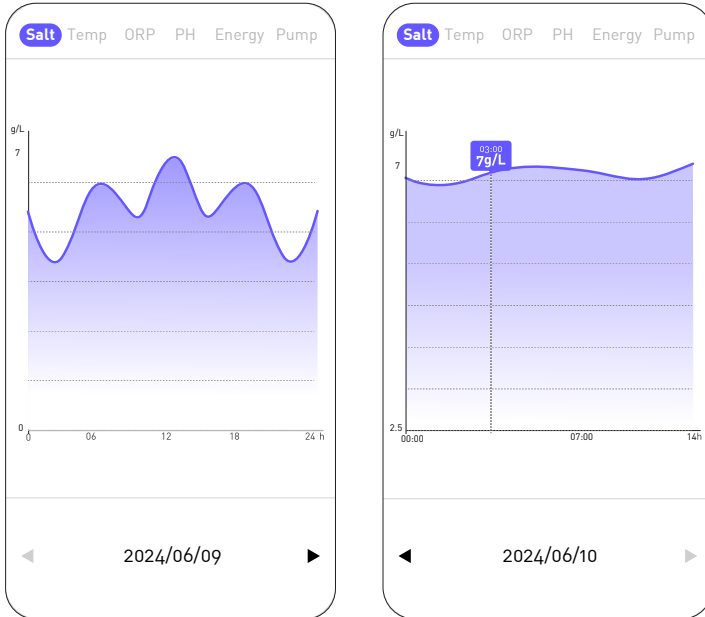 Salt Temp ORP PH Energy Pump
g/L
7
0
0 06 12 18 24 h
2024/06/09
Salt Temp ORP PH Energy Pump
g/L
7
03:00
7g/L
2.5
00:00 07:00 14h
2024/06/10